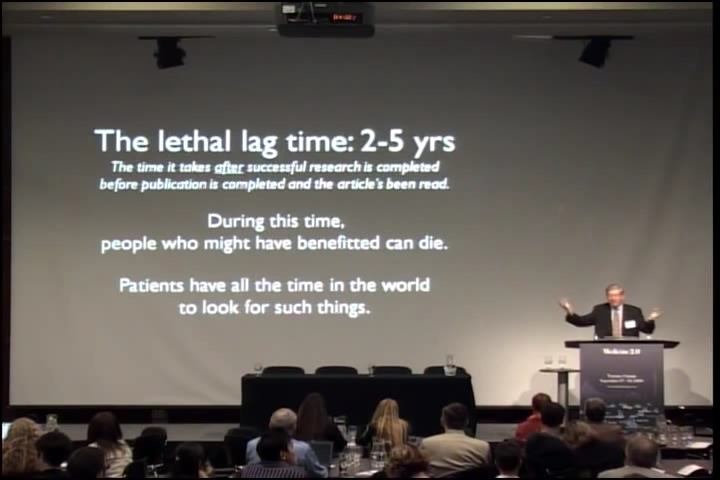 The lethal lag time: 2-5 yrs
The time it takes after successful research is completed
before publication is completed and the article's been read.
During this time,
people who might have benefitted can die.
Patients have all the time in the world
to look for such things.
Medicine 2.0